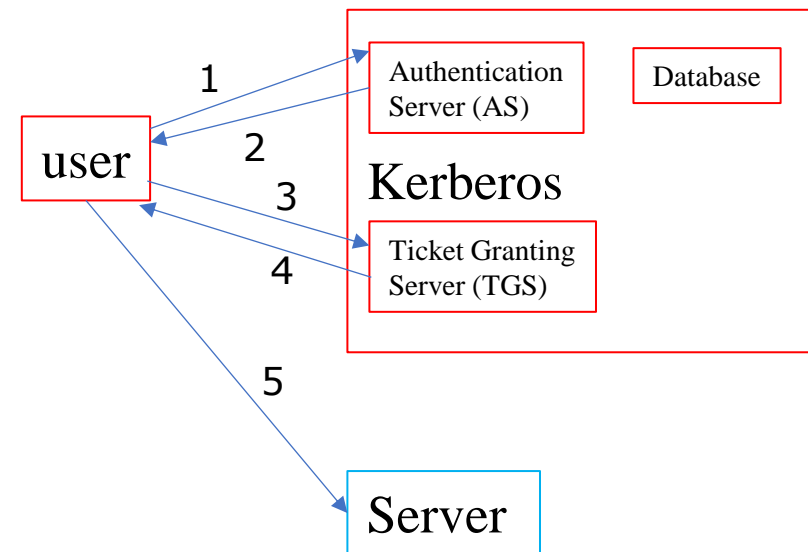 1
Authentication
Server (AS)
Database
2
user
Kerberos
3
Ticket Granting
Server (TGS)
4
5
Server